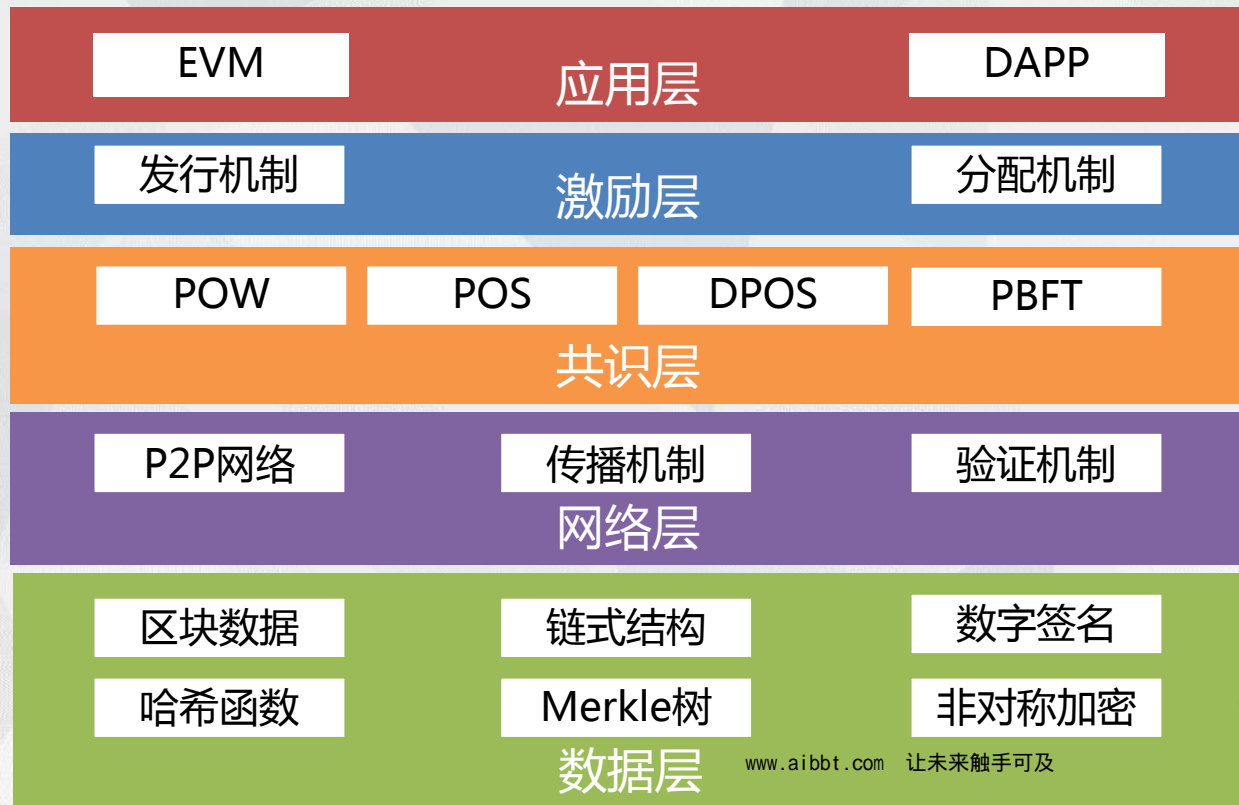 EVM
DAPP
应用层
发行机制
分配机制
激励层
POW
POS
DPOS
PBFT
共识层
P2P网络
传播机制
验证机制
网络层
区块数据
链式结构
数字签名
哈希函数
Merkle树
非对称加密
数据层
www.aibbt.com 让未来触手可及